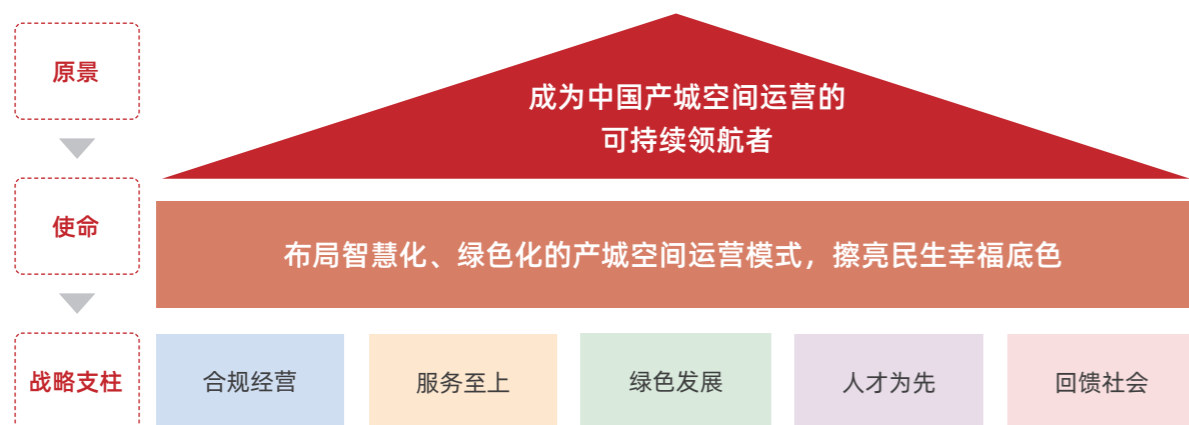 原景
成为中国产城空间运营的
可持续领航者
使命
布局智慧化、绿色化的产城空间运营模式，擦亮民生幸福底色
战略支柱
合规经营
服务至上
绿色发展
人才为先
回馈社会